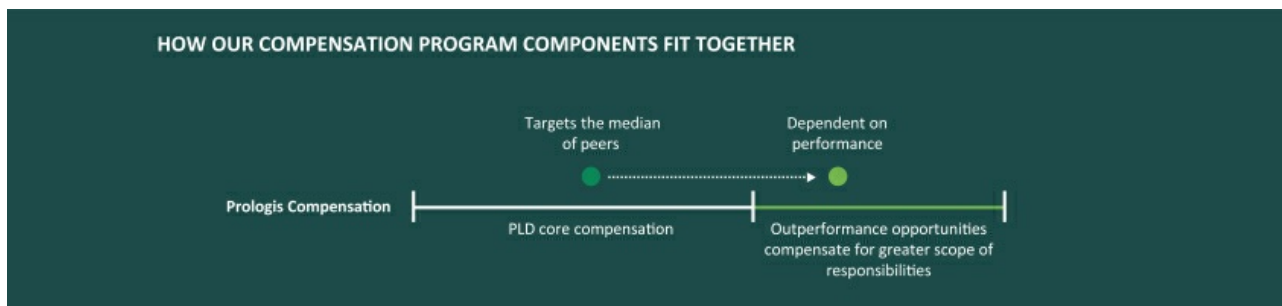 HOW OUR COMPENSATION PROGRAM COMPONENTS FIT TOGETHER
Targets the median
of peers
Dependent on
performance
Prologis Compensation
PLD core compensation
Outperformance opportunities
compensate for greater scope of
responsibilities